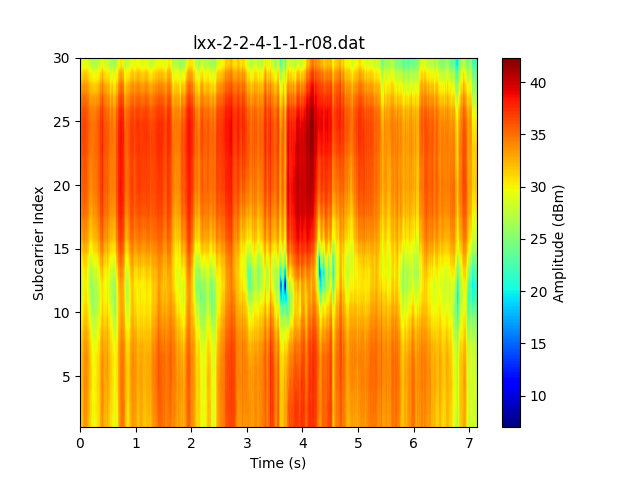 lxx-2-2-4-1-1-r08.dat
30
25
20
15
10
5
Subcarrier Index
0 1 2 3 4 5 6 7
Time (s)
40
35
30
25
20
15
10
Amplitude (dBm)